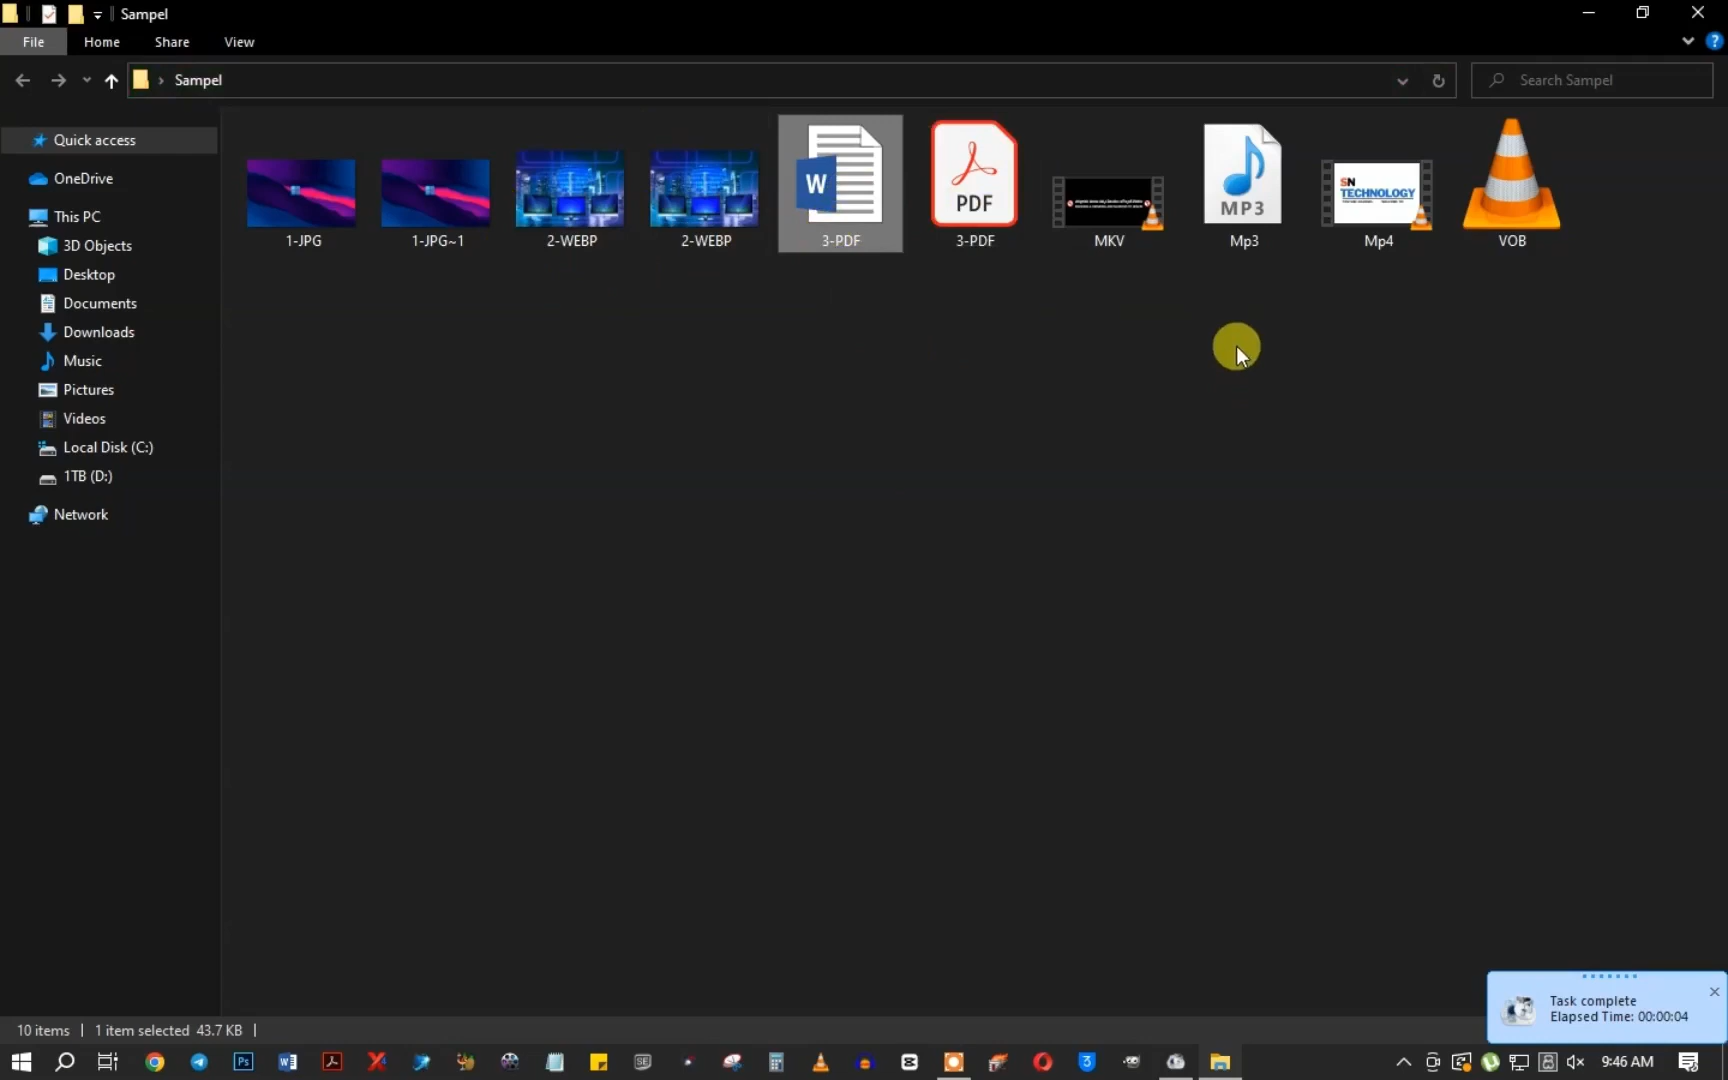 Sampel
File Home Share View
Sampel
Search Sampel
Quick access
OneDrive
This PC
3D Objects
Desktop
Documents
Downloads
Music
Pictures
Videos
Local Disk (C:)
1TB (D:)
Network
W
PDF
MP3
SN
TECHNOLOGY
1-JPG 1-JPG~1 2-WEBP 2-WEBP 3-PDF 3-PDF MKV Mp3 Mp4 VOB
Task complete
Elapsed Time: 00:00:04
10 items 1 item selected 43.7 KB
Ps W SE 3 9:46 AM